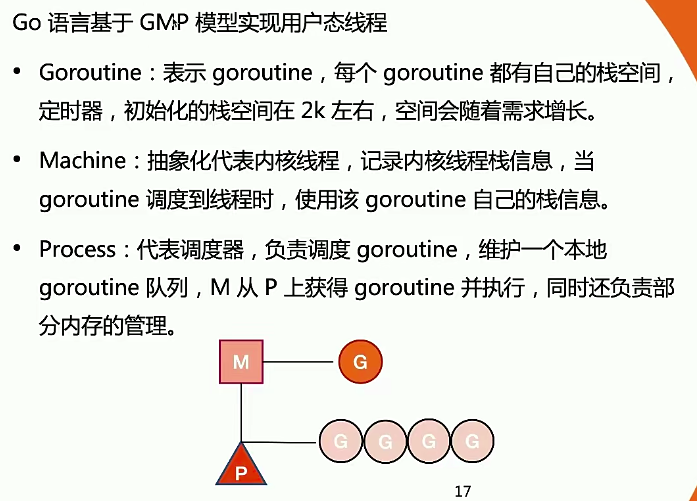 Go 语言基于 GMP 模型实现用户态线程
• Goroutine：表示 goroutine，每个 goroutine 都有自己的栈空间，
定时器，初始化的栈空间在 2k 左右，空间会随着需求增长。
• Machine：抽象化代表内核线程，记录内核线程栈信息，当
goroutine 调度到线程时，使用该 goroutine 自己的栈信息。
• Process：代表调度器，负责调度 goroutine，维护一个本地
goroutine 队列，M 从 P 上获得 goroutine 并执行，同时还负责部
分内存的管理。
M G
G G G G
P
17